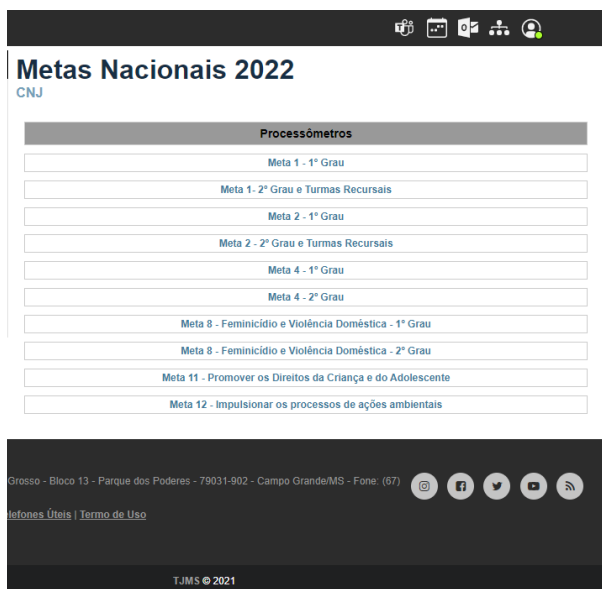 Metas Nacionais 2022
CNJ
Processômetros
Meta 1 - 1º Grau
Meta 1- 2º Grau e Turmas Recursais
Meta 2 - 1º Grau
Meta 2 - 2º Grau e Turmas Recursais
Meta 4 - 1º Grau
Meta 4 - 2º Grau
Meta 8 - Feminicídio e Violência Doméstica - 1º Grau
Meta 8 - Feminicídio e Violência Doméstica - 2º Grau
Meta 11 - Promover os Direitos da Criança e do Adolescente
Meta 12 - Impulsionar os processos de ações ambientais
Grosso - Bloco 13 - Parque dos Poderes - 79031-902 - Campo Grande/MS - Fone: (67)
elefones Úteis | Termo de Uso
TJMS © 2021